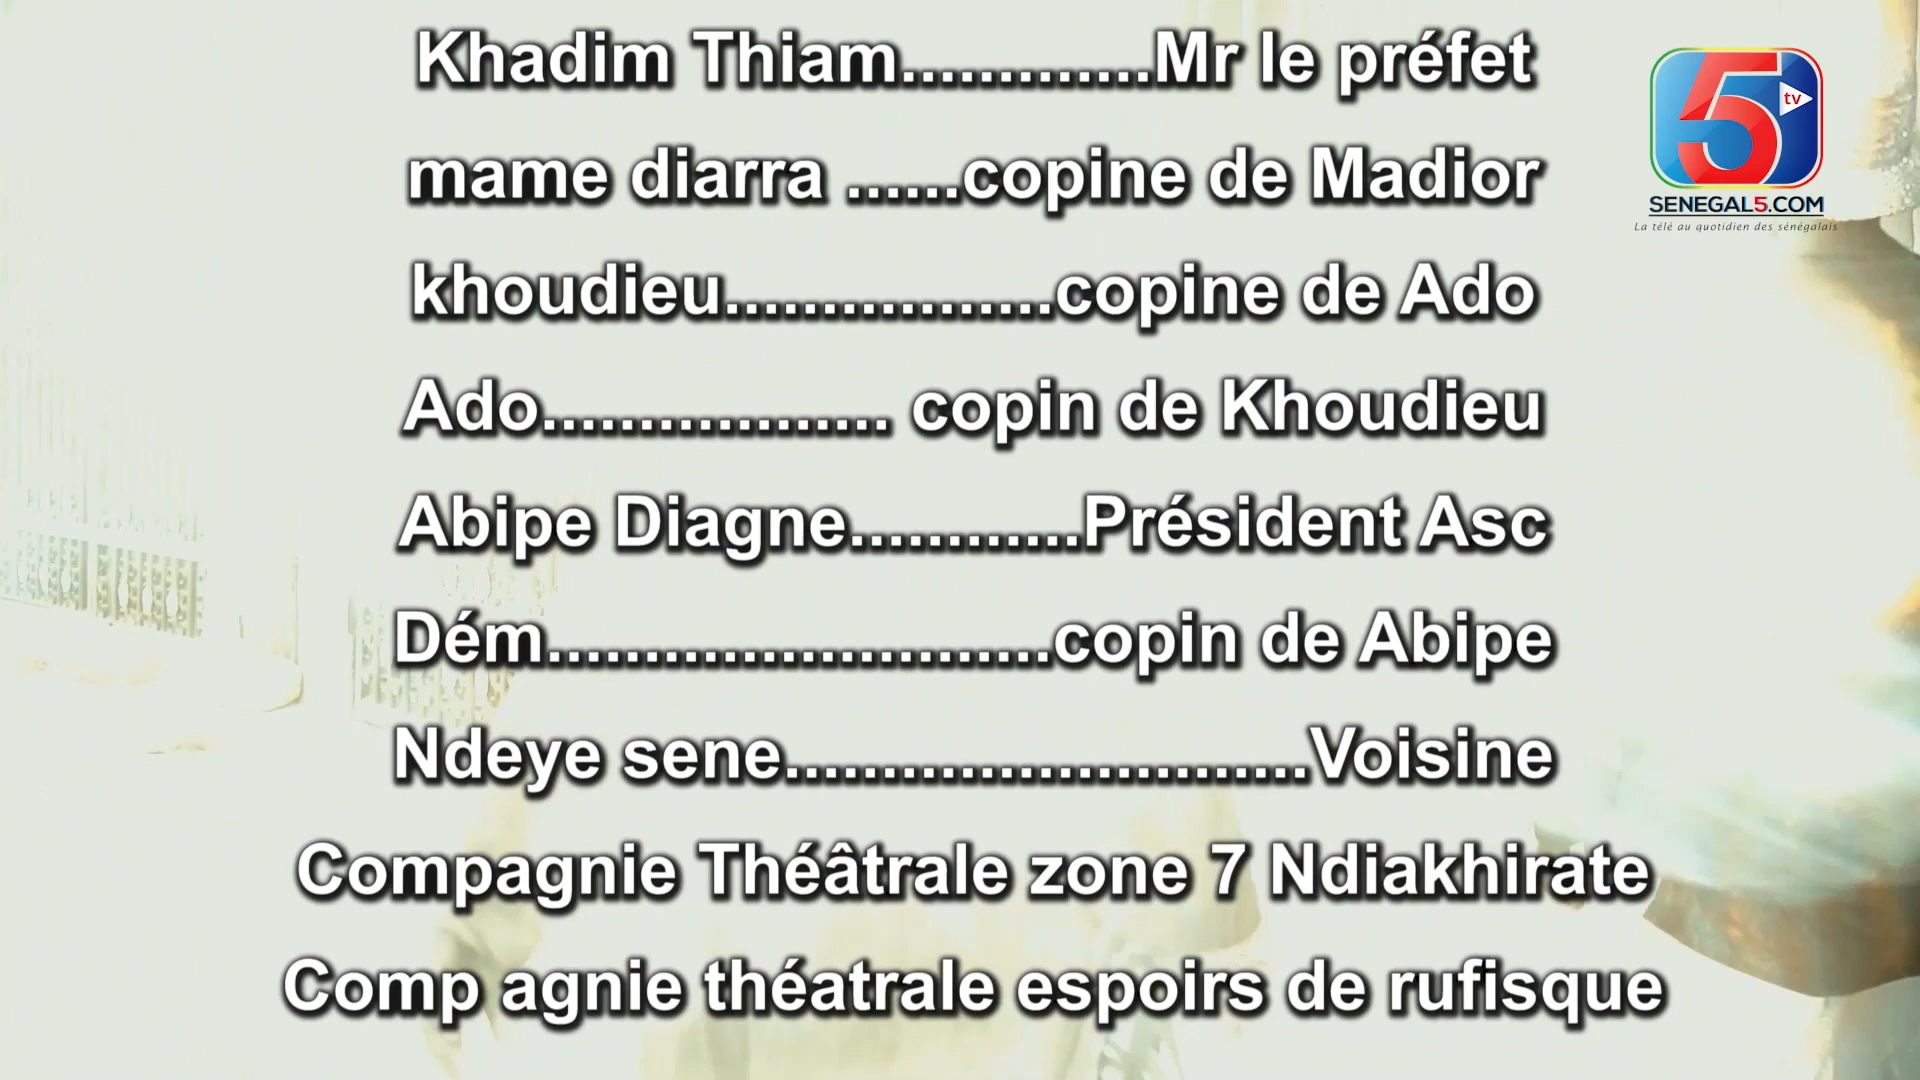 Khadim Thiam.............Mr le préfet
mame diarra ......copine de Madior
khoudieu.................copine de Ado
Ado.................. copin de Khoudieu
Abipe Diagne............Président Asc
Dém..........................copin de Abipe
Ndeye sene...........................Voisine
Compagnie Théâtrale zone 7 Ndiakhirate
Comp agnie théatrale espoirs de rufisque
5 tv
SENEGAL5.COM
La télé au quotidien des sénégalais